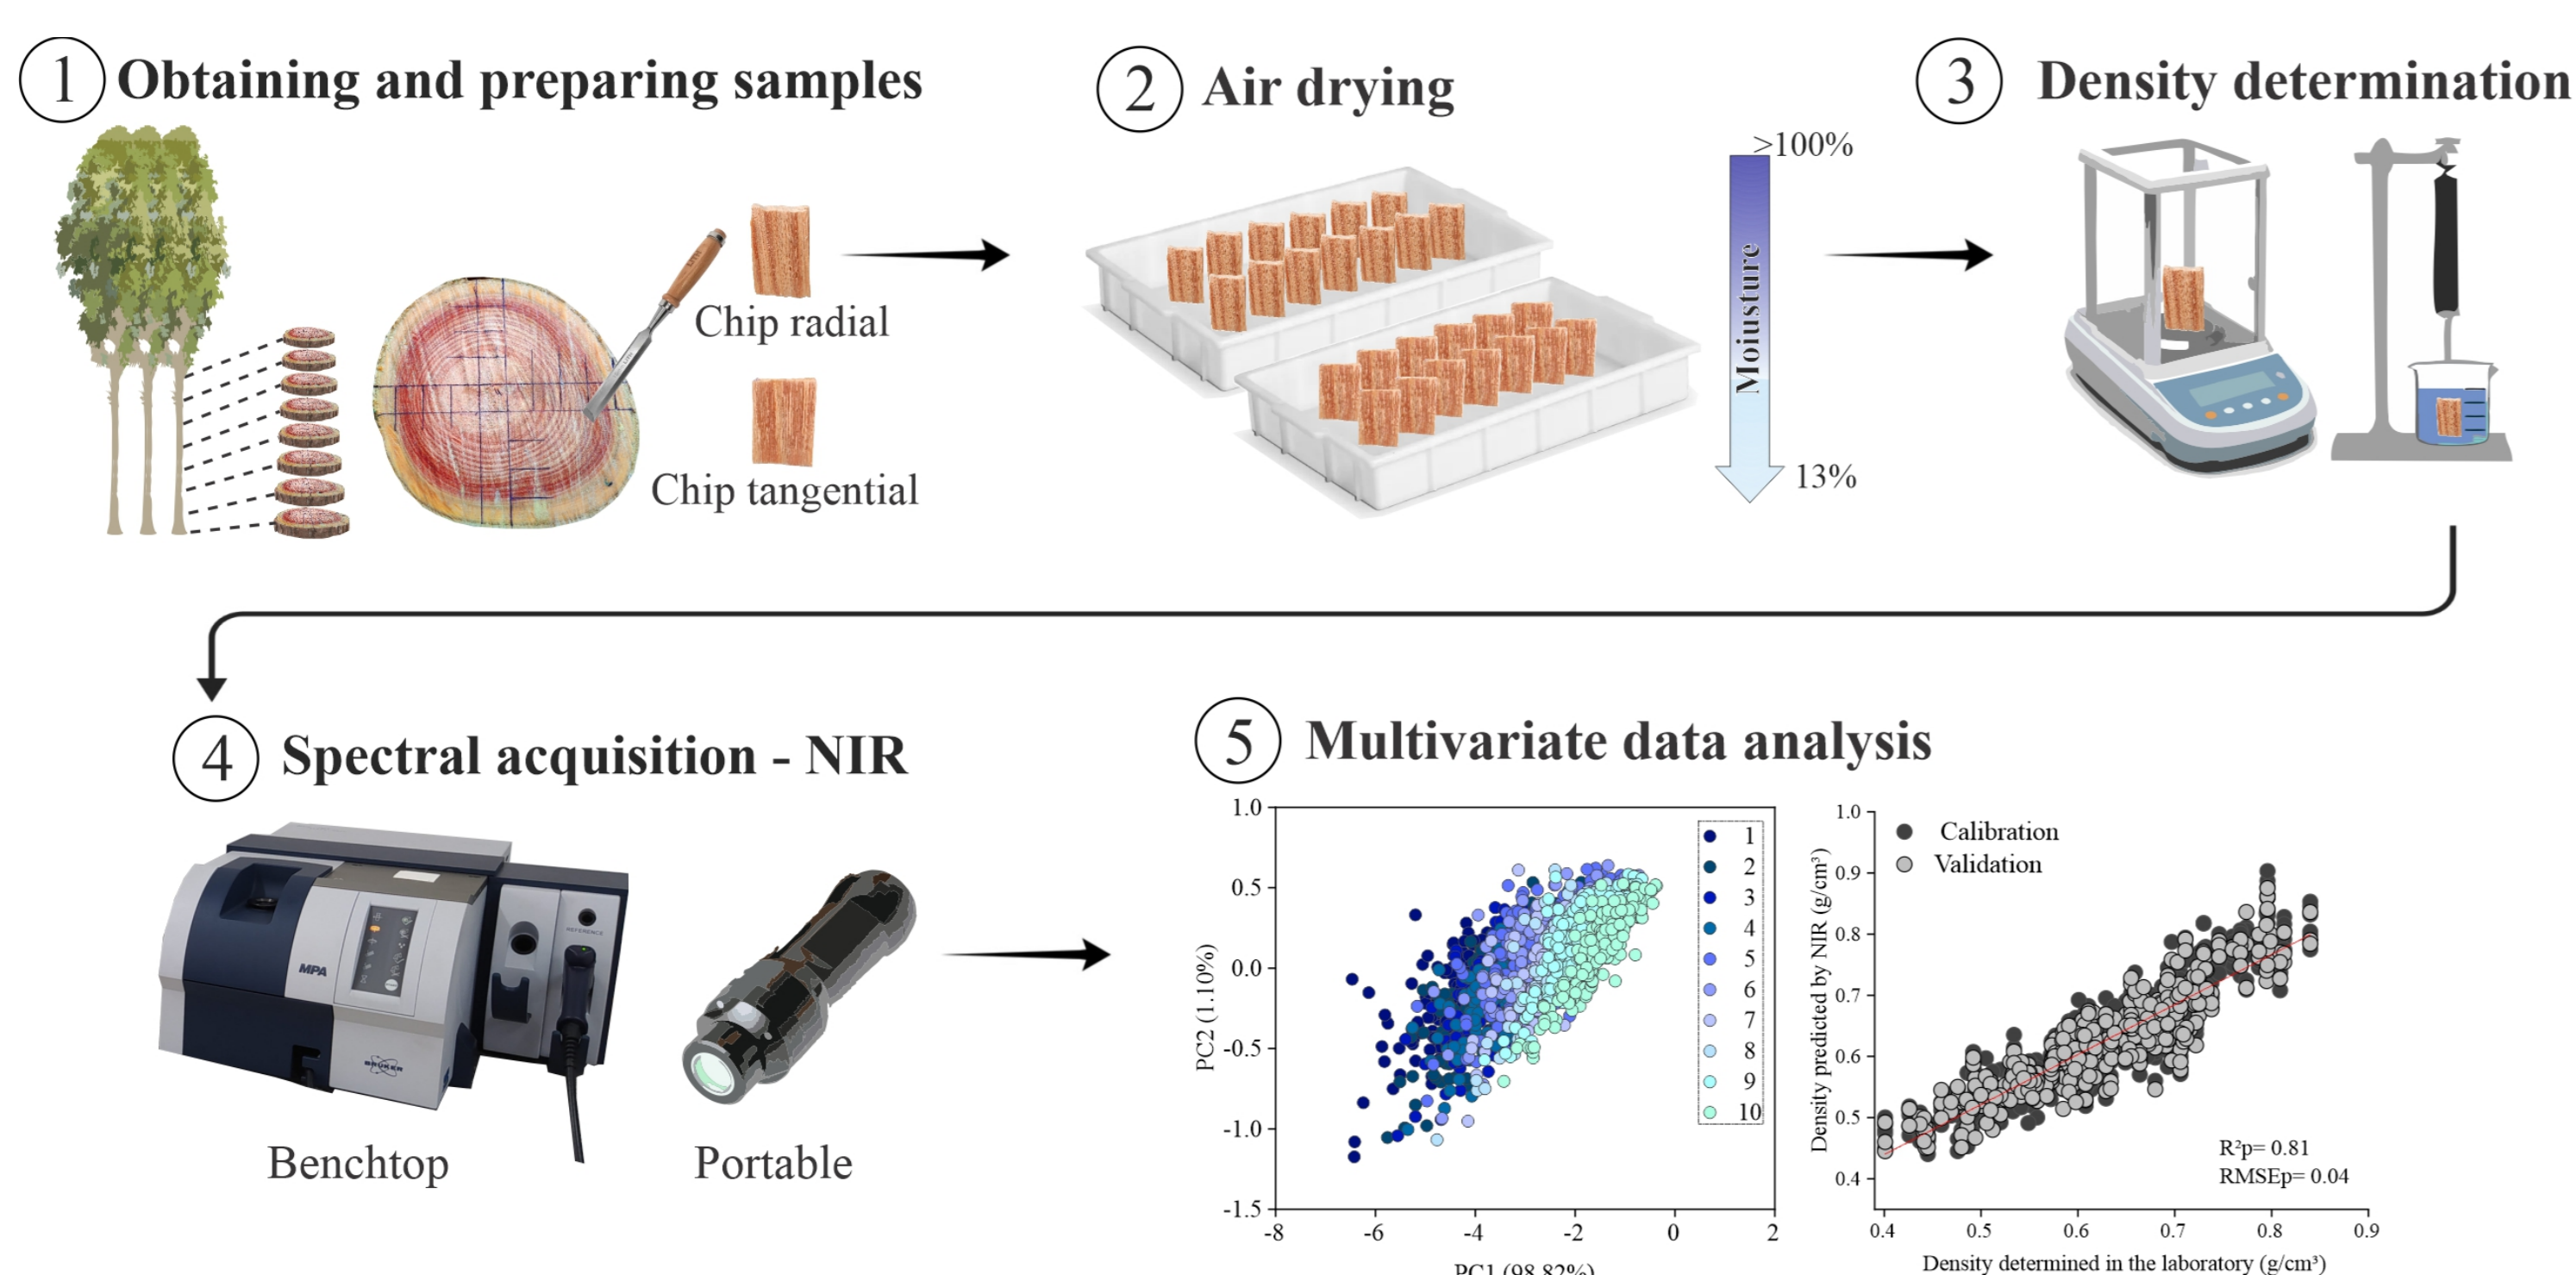 1 Obtaining and preparing samples
Chip radial
Chip tangential
2 Air drying
>100%
Moiusture
13%
3 Density determination
4 Spectral acquisition - NIR
MPA
REFERENCE
BRUKER
Benchtop
Portable
5 Multivariate data analysis
1.0
0.5
0.0
-0.5
-1.0
-1.5
PC2 (1.10%)
-8 -6 -4 -2 0 2
PC1 (98.82%)
1
2
3
4
5
6
7
8
9
10
Calibration
Validation
1.0
0.9
0.8
0.7
0.6
0.5
0.4
Density predicted by NIR (g/cm³)
R²p= 0.81
RMSEp= 0.04
0.4 0.5 0.6 0.7 0.8 0.9
Density determined in the laboratory (g/cm³)